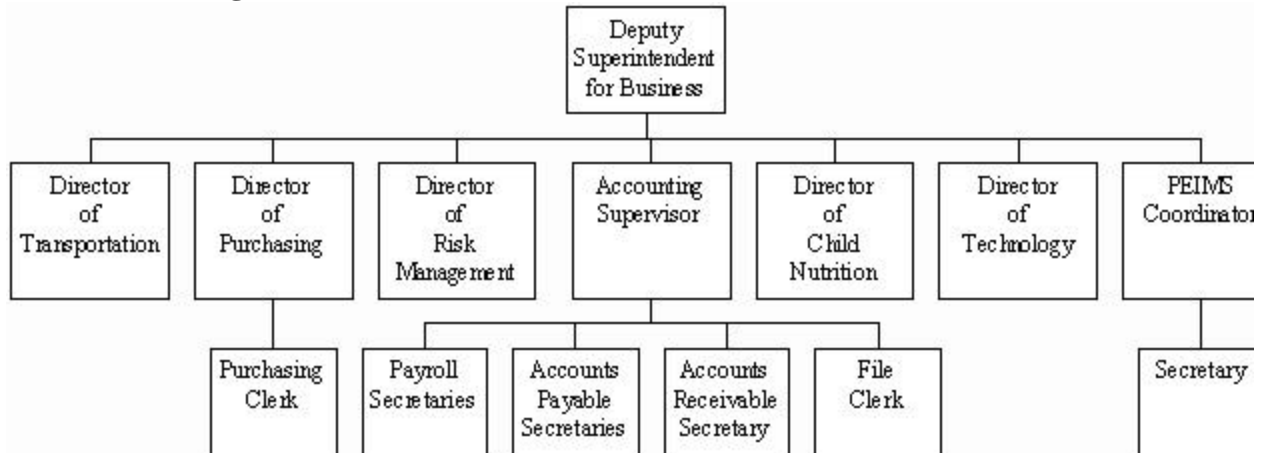 Deputy
Superintendent
for Business
Director
of
Transportation
Director
of
Purchasing
Director
of
Risk
Management
Accounting
Supervisor
Director
of
Child
Nutrition
Director
of
Technology
PEIMS
Coordinator
Purchasing
Clerk
Payroll
Secretaries
Accounts
Payable
Secretaries
Accounts
Receivable
Secretary
File
Clerk
Secretary